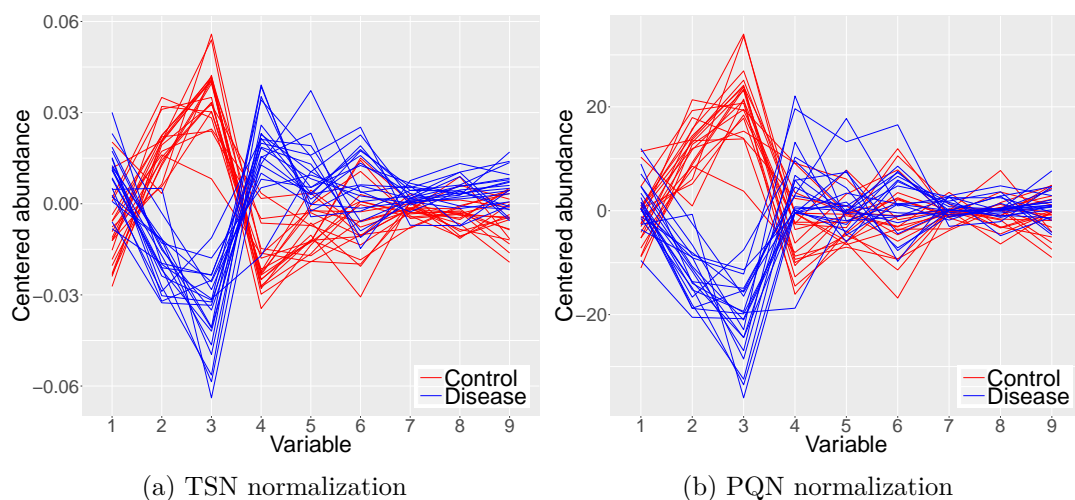 0.06
0.03
0.00
−0.03
−0.06
Centered abundance
1 2 3 4 5 6 7 8 9
Variable
Control
Disease
(a) TSN normalization
20
0
−20
Centered abundance
1 2 3 4 5 6 7 8 9
Variable
Control
Disease
(b) PQN normalization